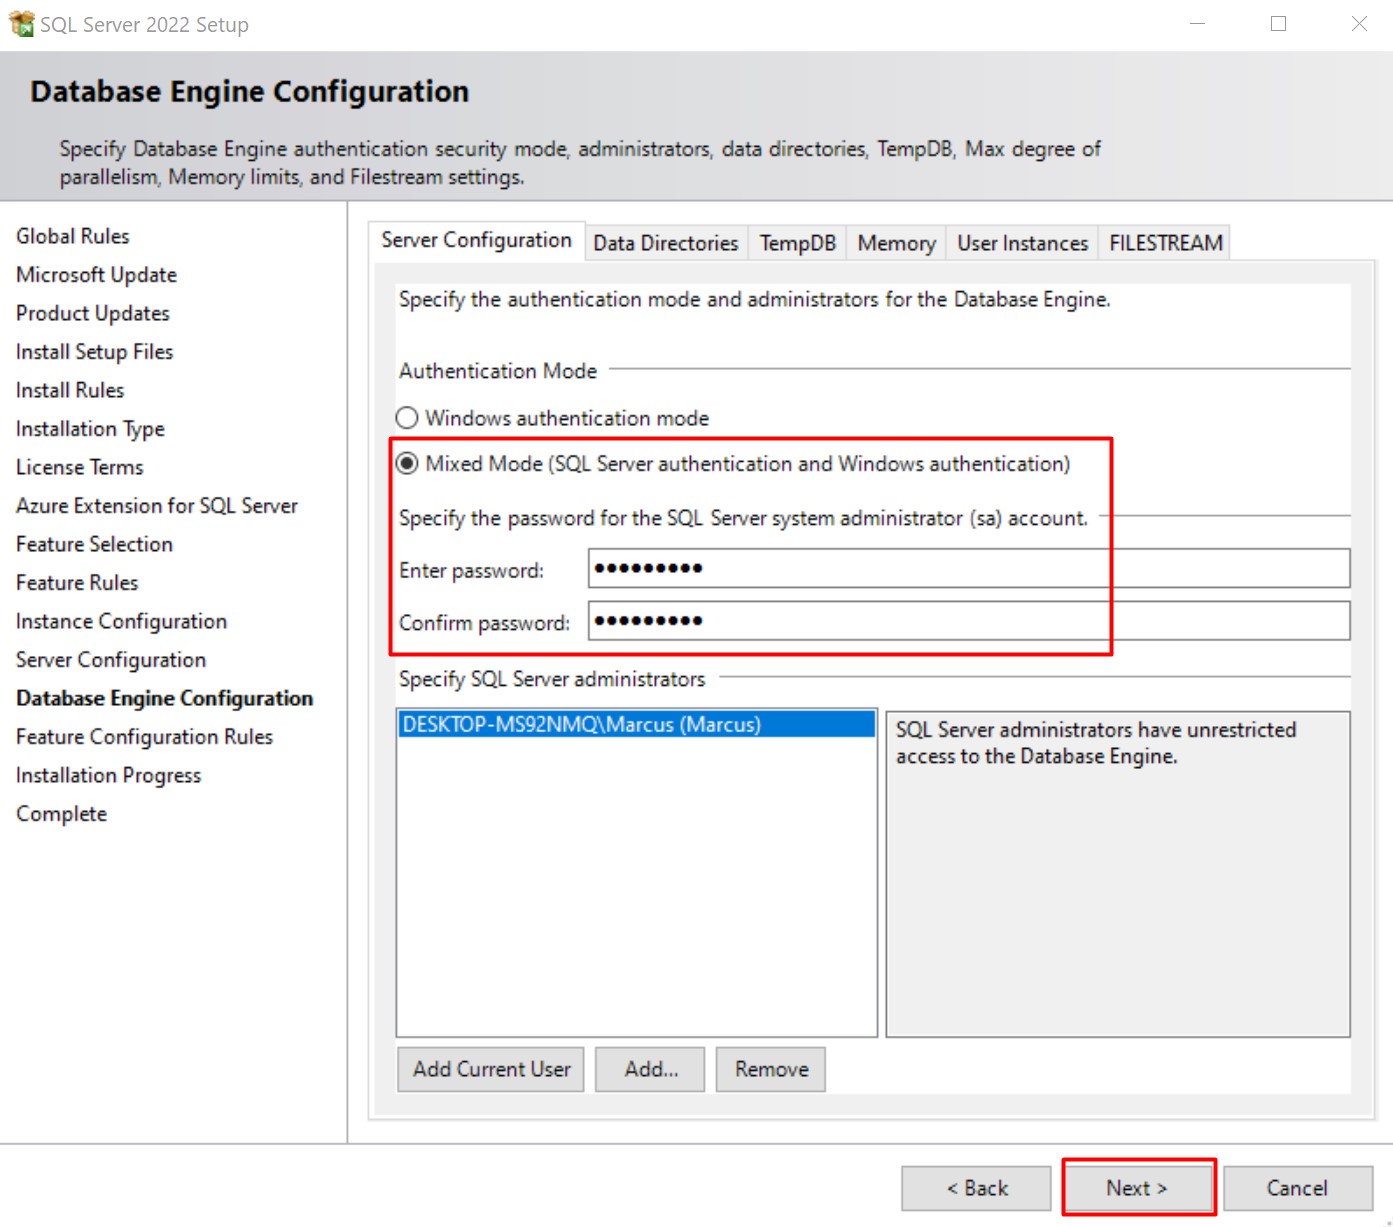 SQL Server 2022 Setup
Database Engine Configuration
Specify Database Engine authentication security mode, administrators, data directories, TempDB, Max degree of
parallelism, Memory limits, and Filestream settings.
Global Rules
Microsoft Update
Product Updates
Install Setup Files
Install Rules
Installation Type
License Terms
Azure Extension for SQL Server
Feature Selection
Feature Rules
Instance Configuration
Server Configuration
Database Engine Configuration
Feature Configuration Rules
Installation Progress
Complete
Server Configuration Data Directories TempDB Memory User Instances FILESTREAM
Specify the authentication mode and administrators for the Database Engine.
Authentication Mode
Windows authentication mode
Mixed Mode (SQL Server authentication and Windows authentication)
Specify the password for the SQL Server system administrator (sa) account.
Enter password: ●●●●●●●●●
Confirm password: ●●●●●●●●●
Specify SQL Server administrators
DESKTOP-MS92NMQ\Marcus (Marcus)
SQL Server administrators have unrestricted
access to the Database Engine.
Add Current User Add... Remove
< Back Next > Cancel